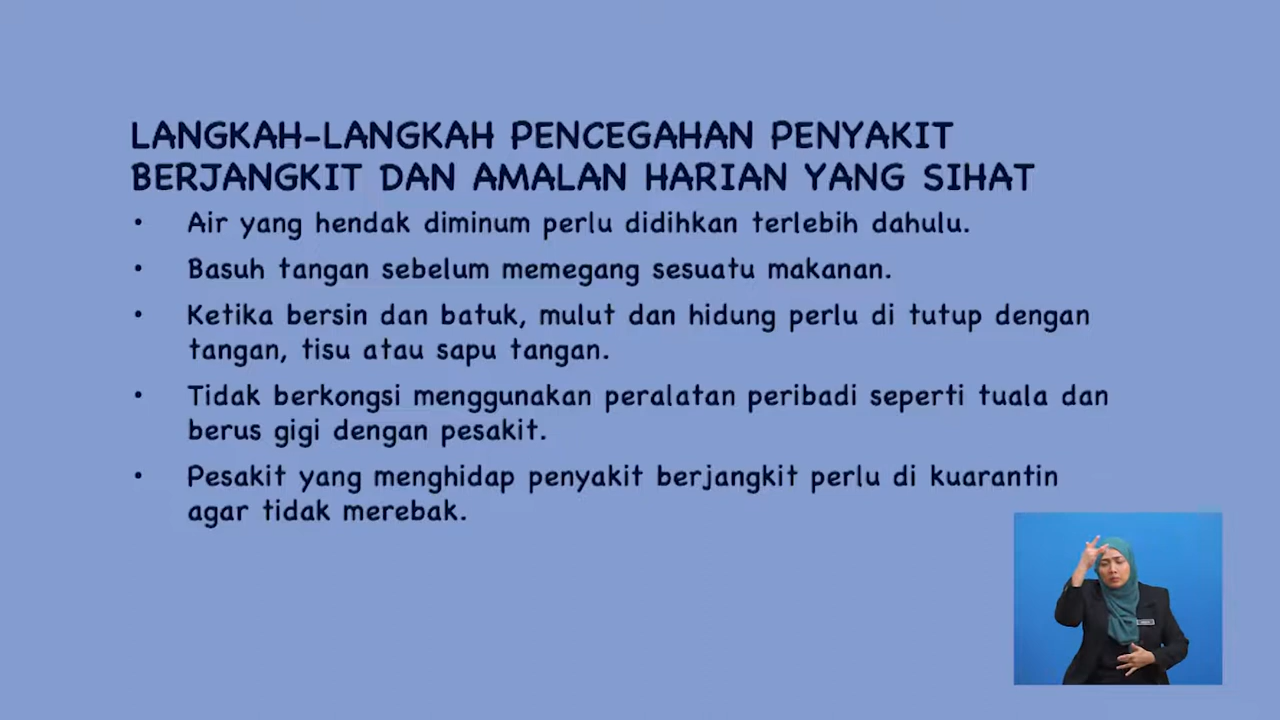 LANGKAH-LANGKAH PENCEGAHAN PENYAKIT
BERJANGKIT DAN AMALAN HARIAN YANG SIHAT
• Air yang hendak diminum perlu didihkan terlebih dahulu.
• Basuh tangan sebelum memegang sesuatu makanan.
• Ketika bersin dan batuk, mulut dan hidung perlu di tutup dengan
tangan, tisu atau sapu tangan.
• Tidak berkongsi menggunakan peralatan peribadi seperti tuala dan
berus gigi dengan pesakit.
• Pesakit yang menghidap penyakit berjangkit perlu di kuarantin
agar tidak merebak.